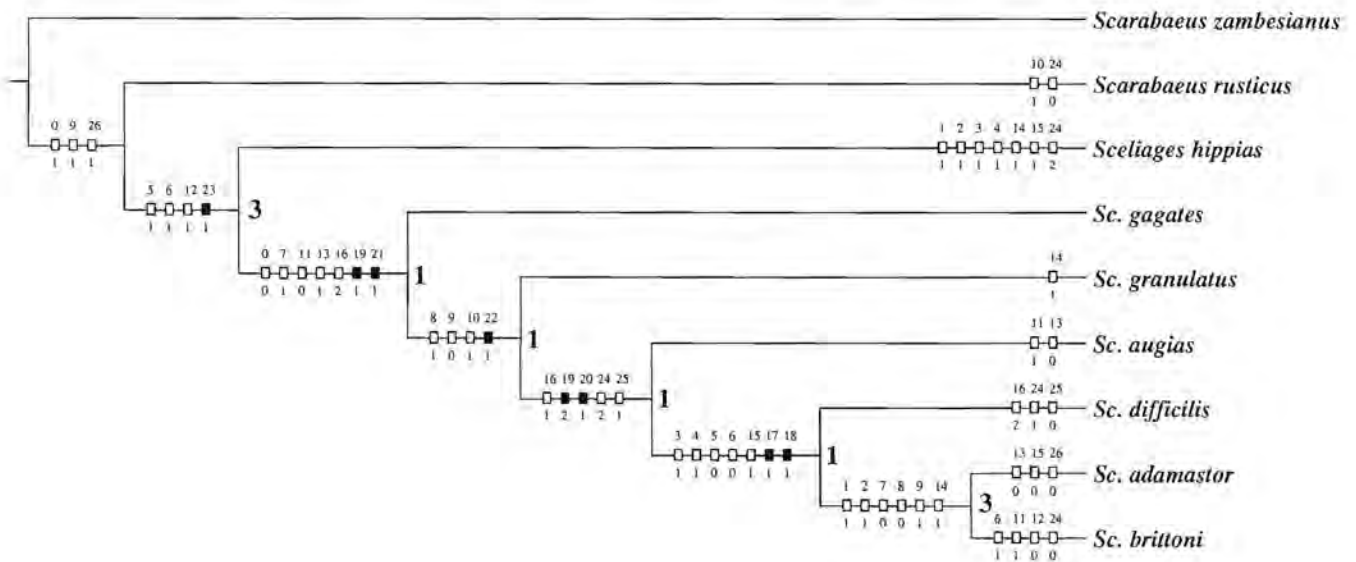 Scarabaeus zambesianus
10 24
Scarabaeus rusticus
1 0
0 9 26
1 1 1
1 2 3 4 14 15 24
Sceliages hippias
1 1 1 1 1 1 2
5 6 12 23
3
1 1 1 1
Sc. gagates
0 7 11 13 16 19 21
1
0 1 0 1 2 1 1
14
Sc. granulatus
1
8 9 10 22
1
1 0 1 1
11 13
Sc. augias
1 0
16 19 20 24 25
1
1 2 1 2 1
16 24 25
Sc. difficilis
2 1 0
3 4 5 6 15 17 18
1
1 1 0 0 1 1 1
13 15 26
Sc. adamastor
0 0 0
1 2 7 8 9 14
3
1 1 0 0 1 1
6 11 12 24
Sc. brittoni
1 1 0 0